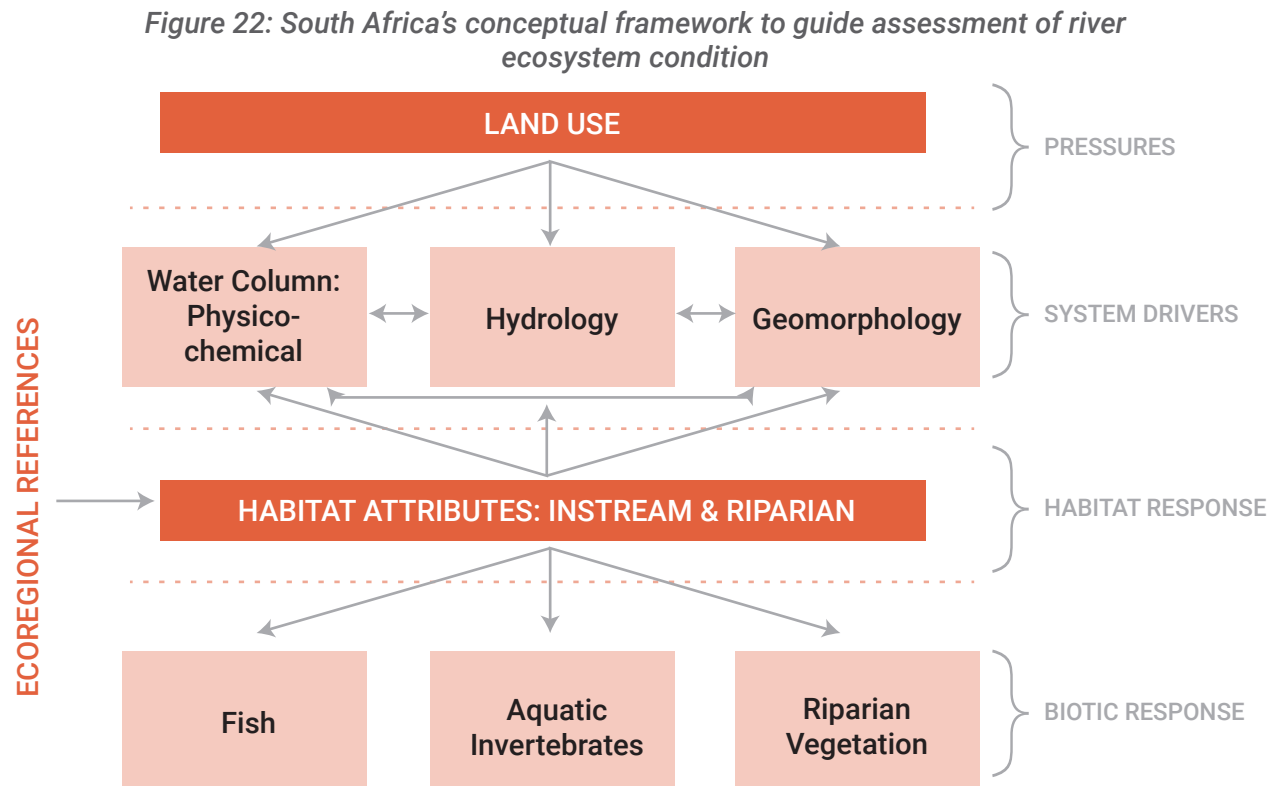 Figure 22: South Africa's conceptual framework to guide assessment of river
ecosystem condition
LAND USE
PRESSURES
Water Column:
Physico-
chemical
Hydrology
Geomorphology
SYSTEM DRIVERS
ECOREGIONAL REFERENCES
HABITAT ATTRIBUTES: INSTREAM & RIPARIAN
HABITAT RESPONSE
Fish
Aquatic
Invertebrates
Riparian
Vegetation
BIOTIC RESPONSE